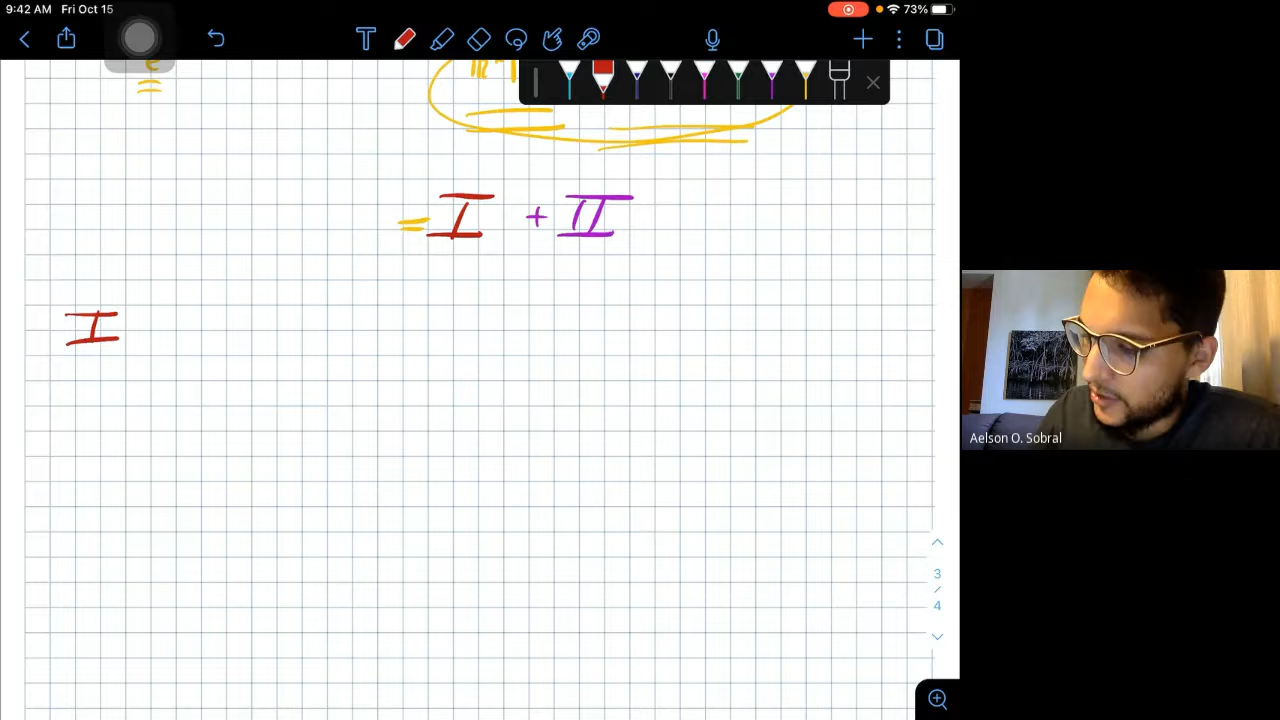 9:42 AM Fri Oct 15
73%
= I + II
I
3
/
4
Aelson O. Sobral